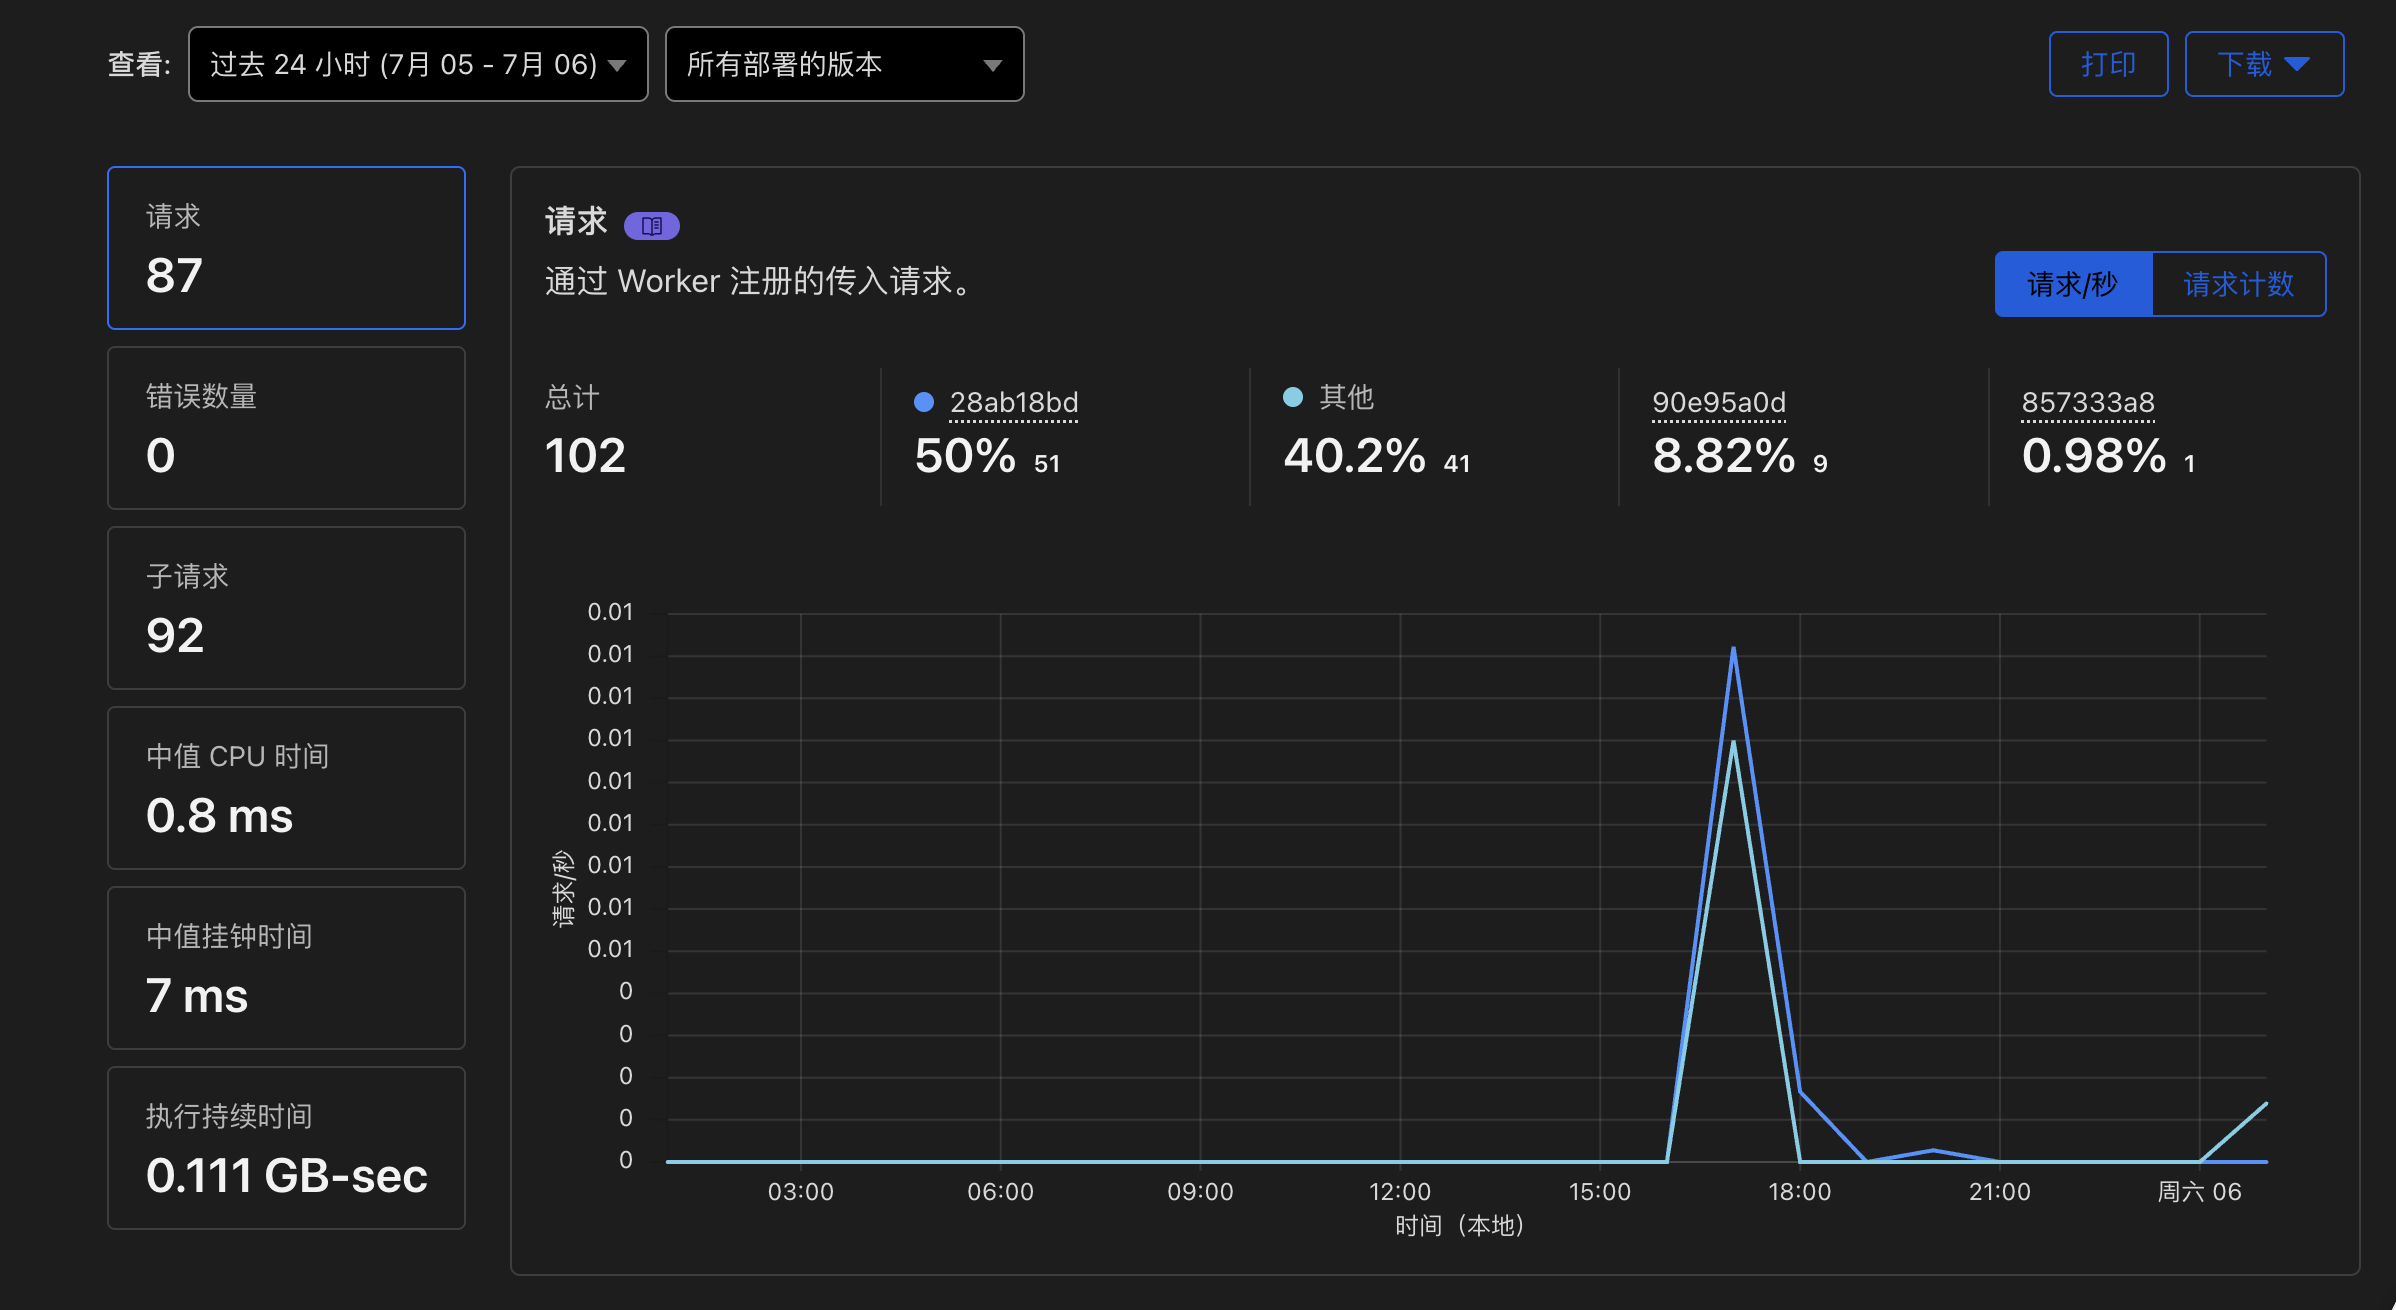 查看:
过去 24 小时 (7月 05 - 7月 06)
所有部署的版本
打印
下载
请求
87
错误数量
0
子请求
92
中值 CPU 时间
0.8 ms
中值挂钟时间
7 ms
执行持续时间
0.111 GB-sec
请求
通过 Worker 注册的传入请求。
请求/秒
请求计数
总计
102
28ab18bd
50% 51
其他
40.2% 41
90e95a0d
8.82% 9
857333a8
0.98% 1
请求/秒
0.01
0.01
0.01
0.01
0.01
0.01
0.01
0.01
0.01
0
0
0
0
0
03:00 06:00 09:00 12:00 15:00 18:00 21:00 周六 06
时间（本地）